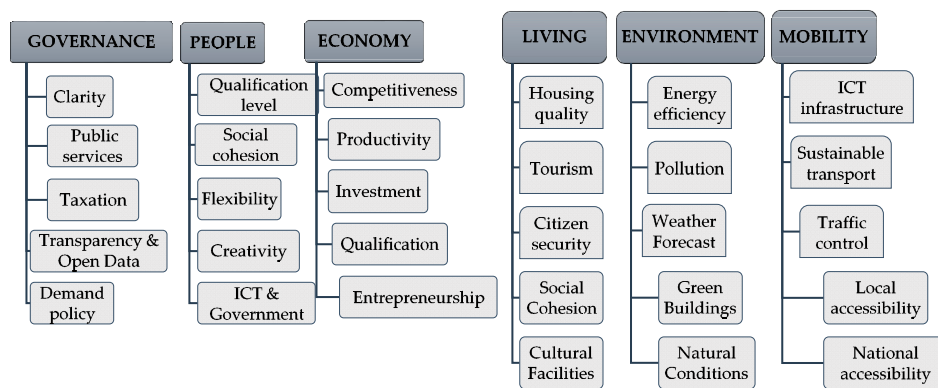 GOVERNANCE
Clarity
Public
services
Taxation
Transparency &
Open Data
Demand
policy
PEOPLE
Qualification
level
Social
cohesion
Flexibility
Creativity
ICT &
Government
ECONOMY
Competitiveness
Productivity
Investment
Qualification
Entrepreneurship
LIVING
Housing
quality
Tourism
Citizen
security
Social
Cohesion
Cultural
Facilities
ENVIRONMENT
Energy
efficiency
Pollution
Weather
Forecast
Green
Buildings
Natural
Conditions
MOBILITY
ICT
infrastructure
Sustainable
transport
Traffic
control
Local
accessibility
National
accessibility